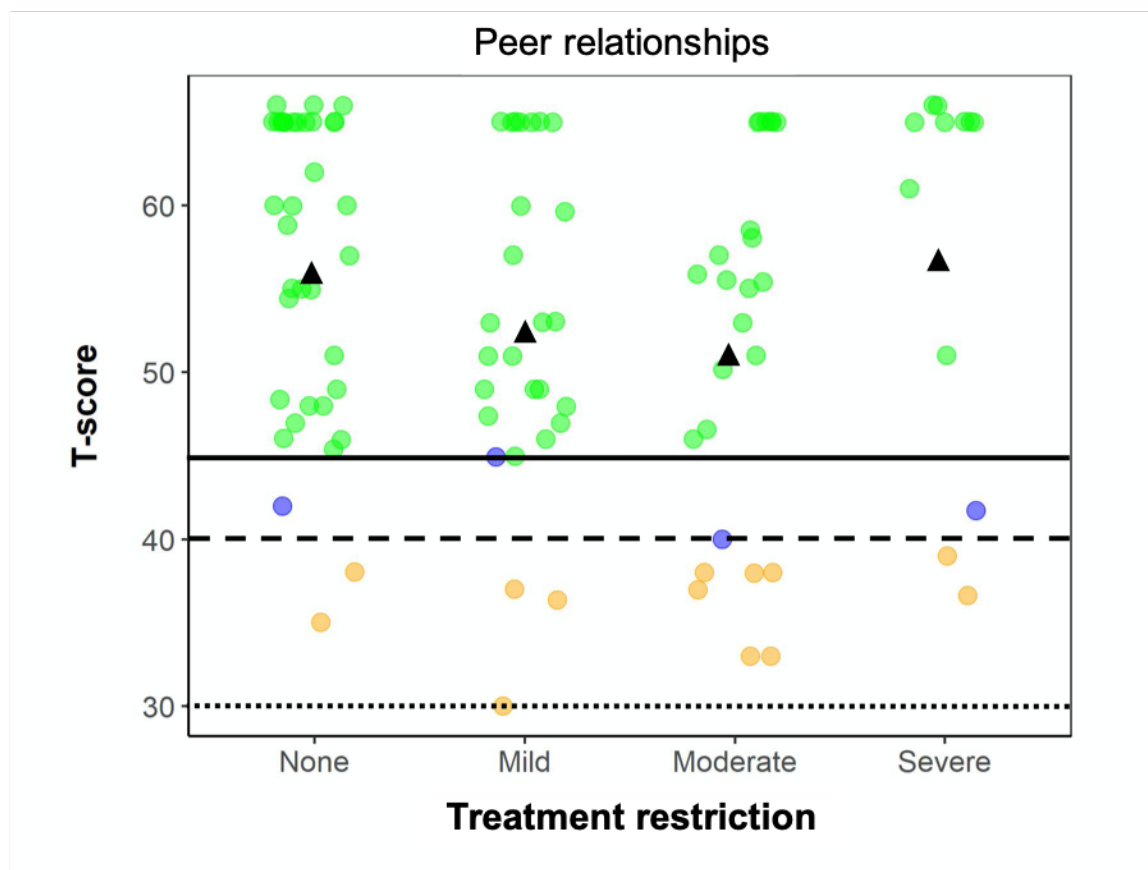 Peer relationships
T-score
60
50
40
30
None Mild Moderate Severe
Treatment restriction